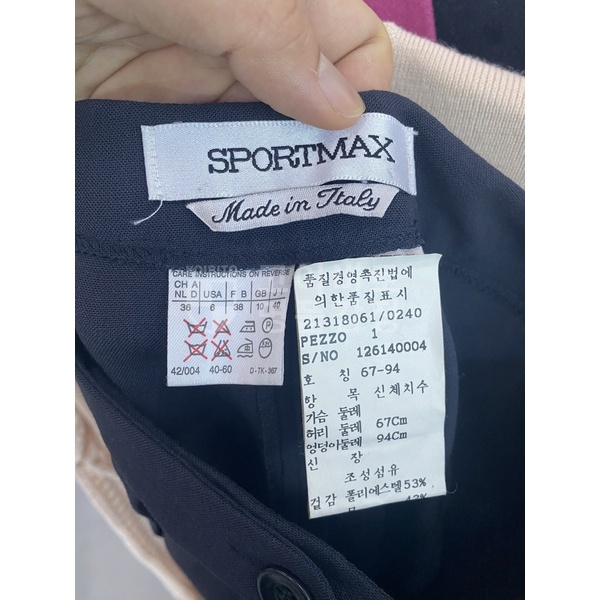 SPORTMAX
Made in Italy
CARE INSTRUCTIONS ON REVERSE
CH A
NL D USA F B GB I
36 6 38 10 40
42/004 40-60 D-TK-367
품질경영촉진법에
의한품질표시
21318061/0240
PEZZO 1
S/NO 126140004
호 칭 67-94
항 목 신체치수
가슴 둘레
허리 둘레 67Cm
엉덩이둘레 94Cm
신 장
조성섬유
겉감 폴리에스텔53%